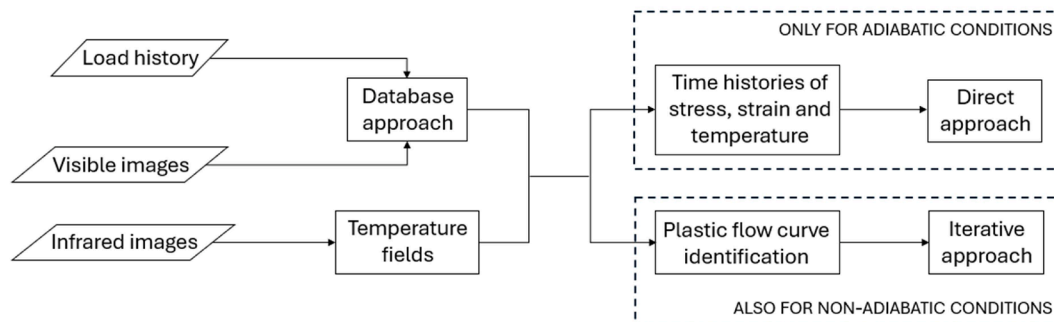 Load history
Visible images
Infrared images
Database
approach
Temperature
fields
ONLY FOR ADIABATIC CONDITIONS
Time histories of
stress, strain and
temperature
Direct
approach
Plastic flow curve
identification
Iterative
approach
ALSO FOR NON-ADIABATIC CONDITIONS